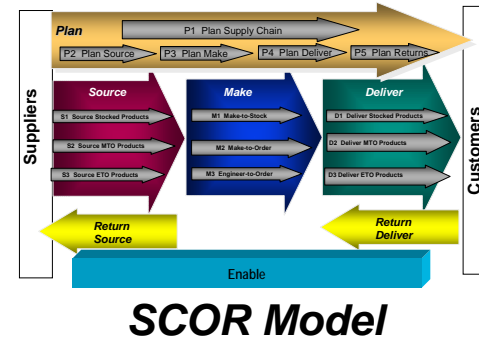 Plan
P1 Plan Supply Chain
P2 Plan Source
P3 Plan Make
P4 Plan Deliver
P5 Plan Returns
Suppliers
Source
S1 Source Stocked Products
S2 Source MTO Products
S3 Source ETO Products
Make
M1 Make-to-Stock
M2 Make-to-Order
M3 Engineer-to-Order
Deliver
D1 Deliver Stocked Products
D2 Deliver MTO Products
D3 Deliver ETO Products
Customers
Return
Source
Return
Deliver
Enable
SCOR Model